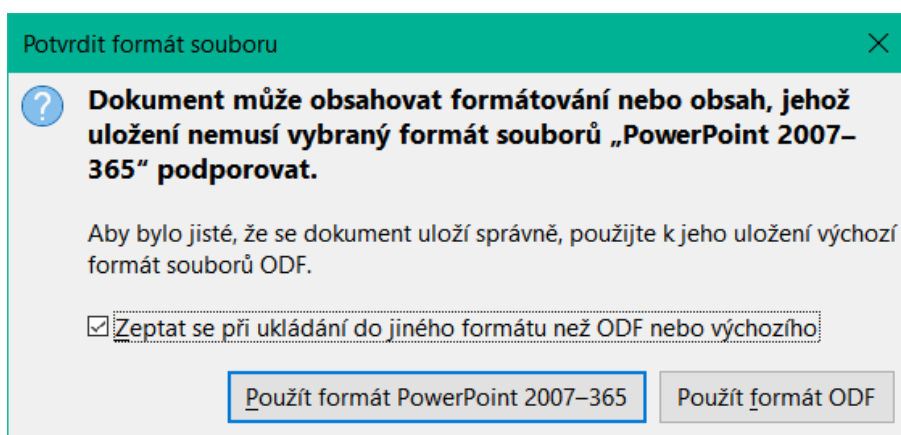 Potvrdit formát souboru
Dokument může obsahovat formátování nebo obsah, jehož
uložení nemusí vybraný formát souborů „PowerPoint 2007–
365“ podporovat.
Aby bylo jisté, že se dokument uloží správně, použijte k jeho uložení výchozí
formát souborů ODF.
Zeptat se při ukládání do jiného formátu než ODF nebo výchozího
Použít formát PowerPoint 2007–365 Použít formát ODF